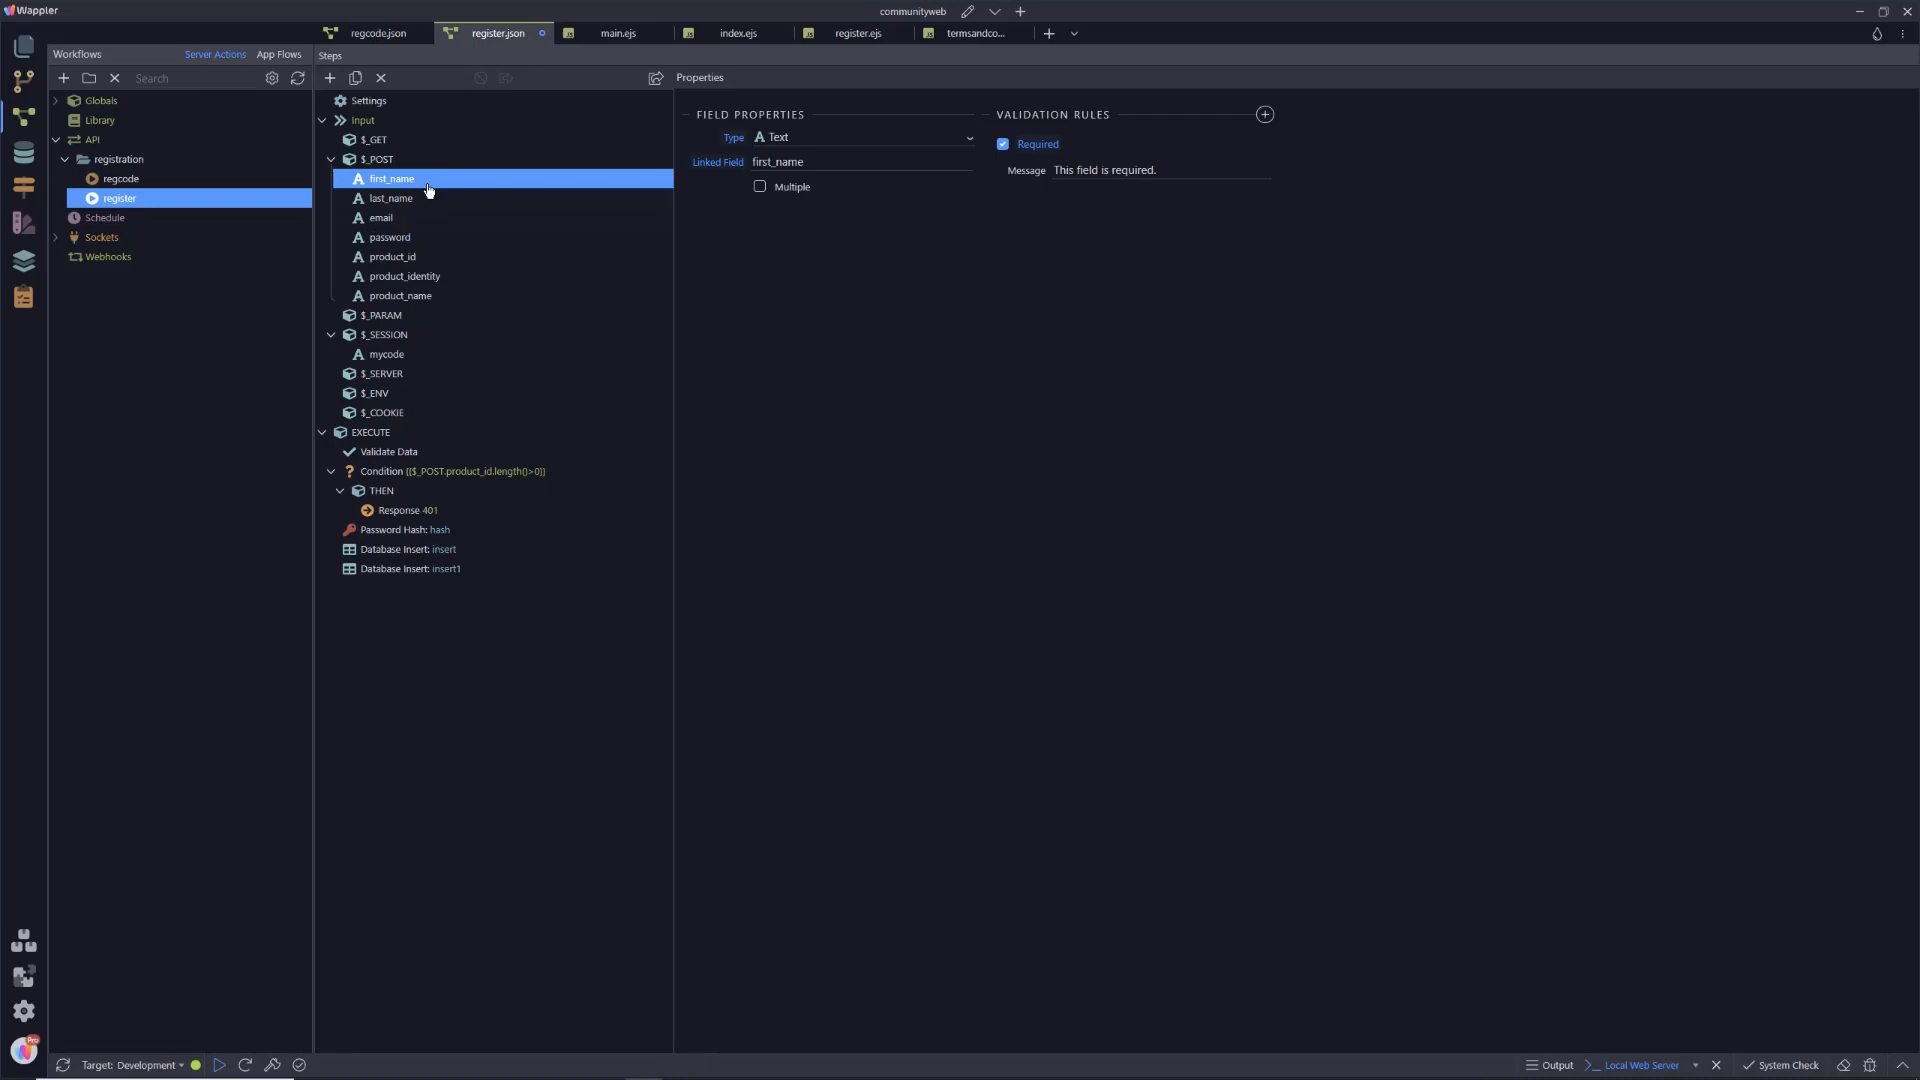 Wappler
communityweb
regcode.json
register.json
main.ejs
index.ejs
register.ejs
termsandco...
Workflows
Server Actions
App Flows
Steps
Search
Properties
Globals
Library
API
registration
regcode
register
Schedule
Sockets
Webhooks
Settings
Input
$_GET
$_POST
first_name
last_name
email
password
product_id
product_identity
product_name
$_PARAM
$_SESSION
mycode
$_SERVER
$_ENV
$_COOKIE
EXECUTE
Validate Data
Condition {{$_POST.product_id.length()>0}}
THEN
Response 401
Password Hash: hash
Database Insert: insert
Database Insert: insert1
FIELD PROPERTIES
Type A Text
Linked Field first_name
Multiple
VALIDATION RULES
Required
Message This field is required.
Pro
Target: Development
Output
Local Web Server
System Check